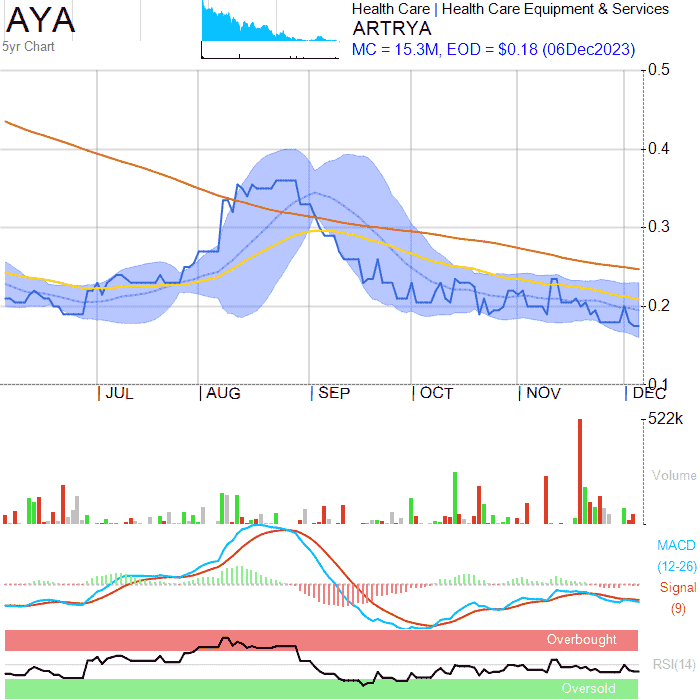 AYA
5yr Chart
Health Care | Health Care Equipment & Services
ARTRYA
MC = 15.3M, EOD = $0.18 (06Dec2023)
0.5
0.4
0.3
0.2
0.1
JUL AUG SEP OCT NOV DEC
522k
Volume
MACD
(12-26)
Signal
(9)
Overbought
RSI(14)
Oversold